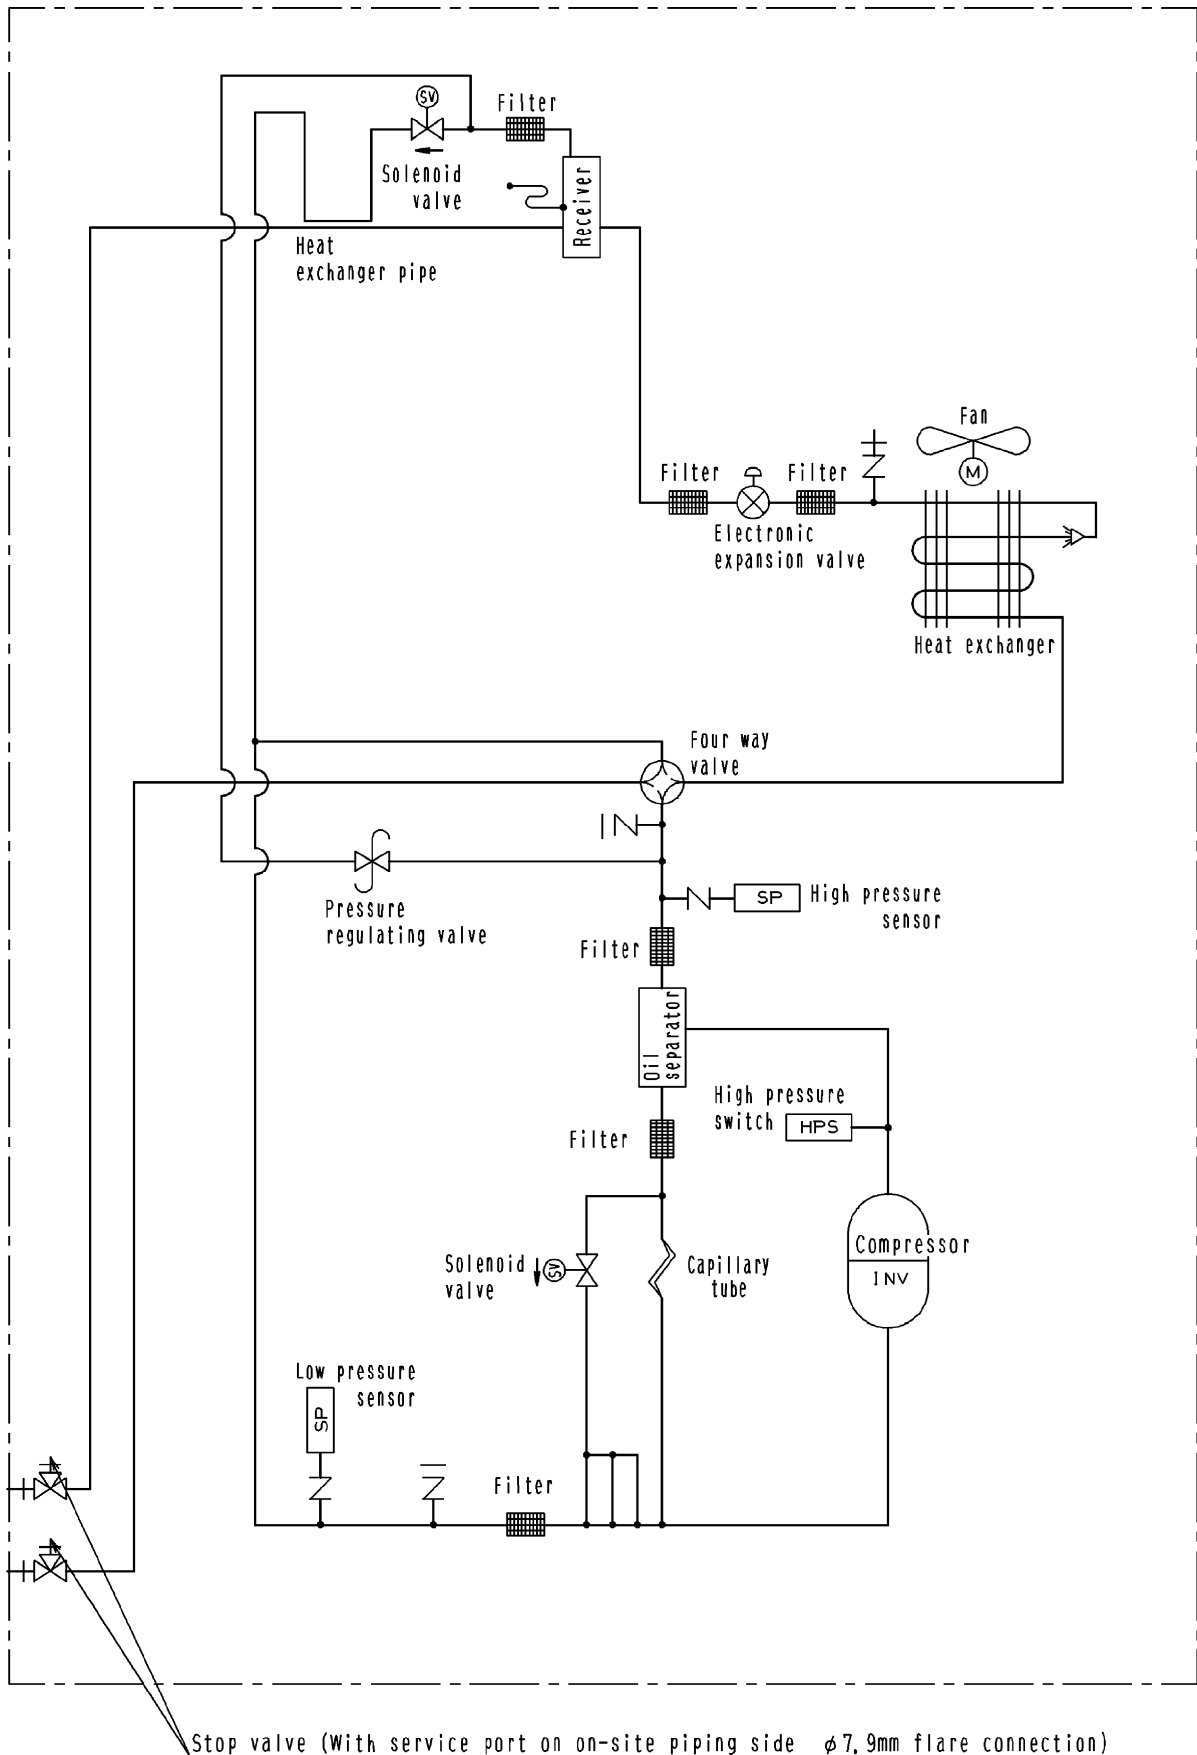 SV
Filter
Solenoid
valve
Receiver
Heat
exchanger pipe
Fan
M
Filter
Filter
Electronic
expansion valve
Heat exchanger
Four way
valve
Pressure
regulating valve
SP
High pressure
sensor
Filter
Oil
separator
High pressure
switch
HPS
Filter
Compressor
INV
Solenoid
valve
SV
Capillary
tube
Low pressure
sensor
SP
Filter
Stop valve (With service port on on-site piping side φ7,9mm flare connection)